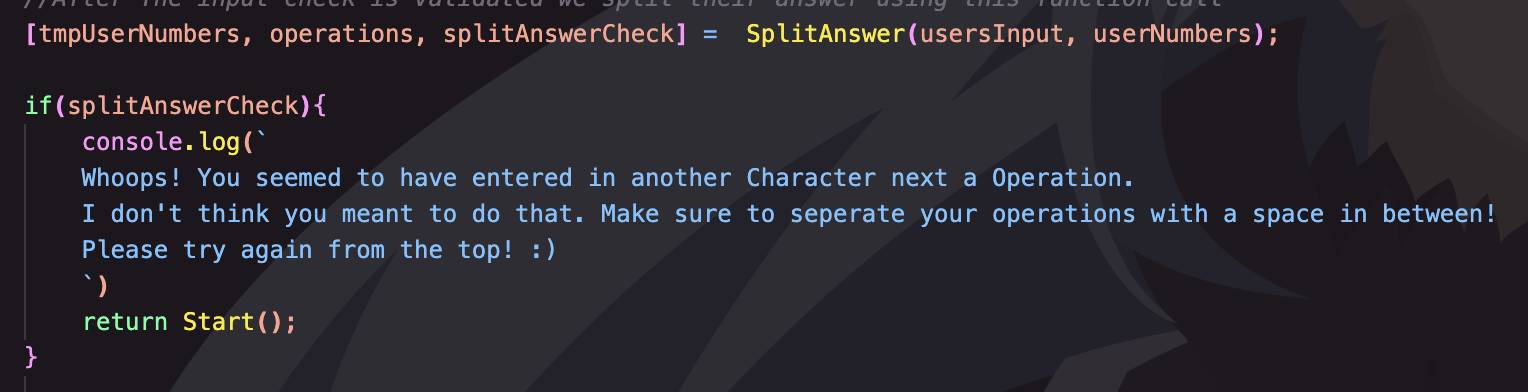 //After The input check is validated we split their answer using this function call
[tmpUserNumbers, operations, splitAnswerCheck] =  SplitAnswer(usersInput, userNumbers);
if(splitAnswerCheck){
console.log(`
Whoops! You seemed to have entered in another Character next a Operation.
I don't think you meant to do that. Make sure to seperate your operations with a space in between!
Please try again from the top! :)
`)
return Start();
}